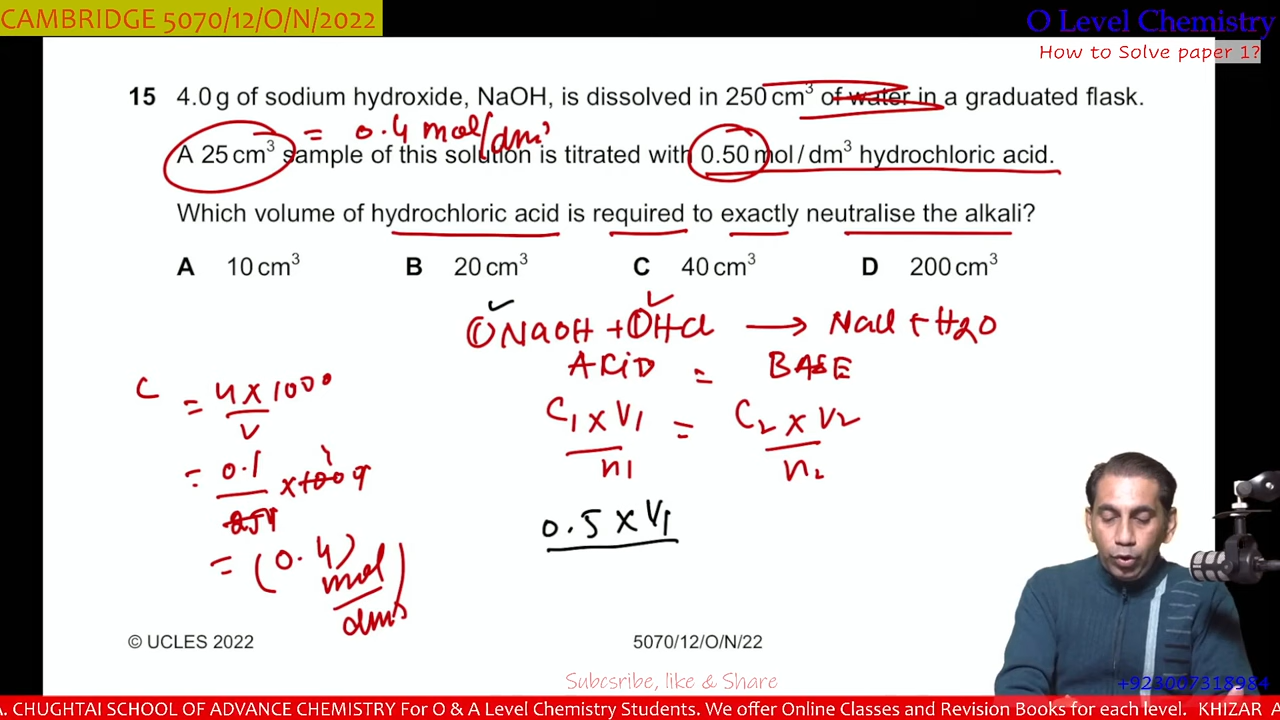 CAMBRIDGE 5070/12/O/N/2022
O Level Chemistry
How to Solve paper 1?
15 4.0 g of sodium hydroxide, NaOH, is dissolved in 250 cm³ of water in a graduated flask.
= 0.4 mol/dm³
A 25 cm³ sample of this solution is titrated with 0.50 mol / dm³ hydrochloric acid.
Which volume of hydrochloric acid is required to exactly neutralise the alkali?
A 10 cm³ B 20 cm³ C 40 cm³ D 200 cm³
① NaOH + ① HCl → NaCl + H2O
ACID = BASE
C1 × V1 = C2 × V2
n1 n2
C = n × 1000
V
= 0.1 × 1000
250
= (0.4) mol
dm³
0.5 × V1
© UCLES 2022
5070/12/O/N/22
Subcsribe, like & Share
+923007318984
A. CHUGHTAI SCHOOL OF ADVANCE CHEMISTRY For O & A Level Chemistry Students. We offer Online Classes and Revision Books for each level. KHIZAR A